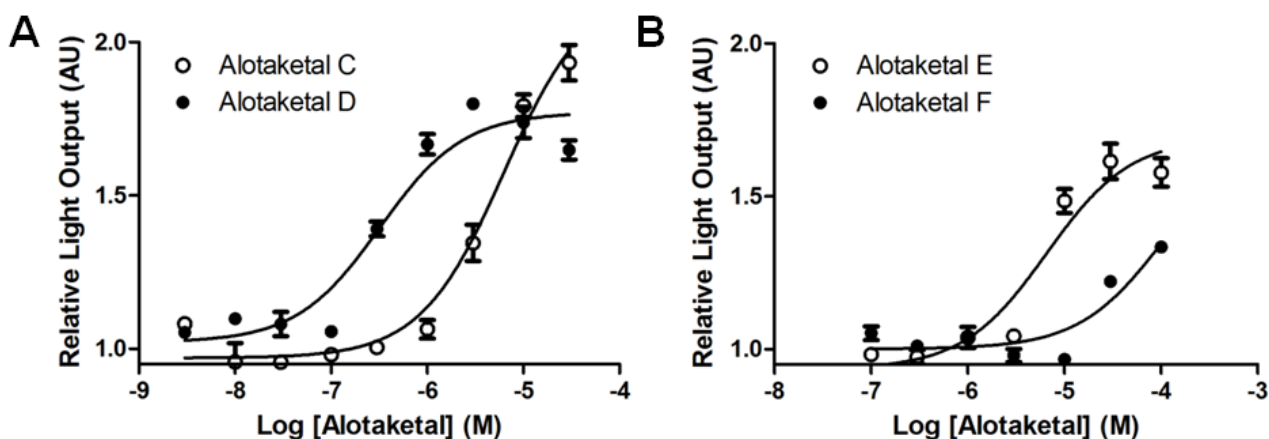 A
Relative Light Output (AU)
2.0
1.5
1.0
Alotaketal C
Alotaketal D
-9 -8 -7 -6 -5 -4
Log [Alotaketal] (M)
B
Relative Light Output (AU)
2.0
1.5
1.0
Alotaketal E
Alotaketal F
-8 -7 -6 -5 -4 -3
Log [Alotaketal] (M)